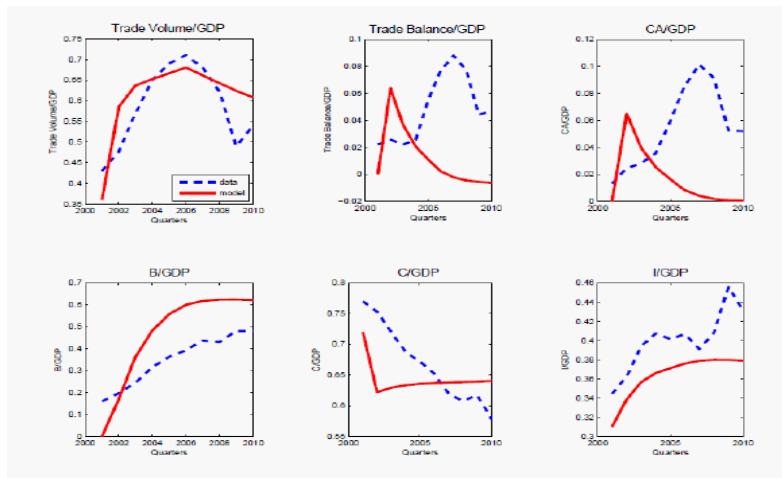 Trade Volume/GDP
Trade Balance/GDP
CA/GDP
0.75
0.7
0.65
0.6
0.55
0.5
0.45
0.4
0.35
Trade Volume/GDP
data
model
2000 2002 2004 2006 2008 2010
Quarters
0.1
0.08
0.06
0.04
0.02
0
-0.02
Trade Balance/GDP
2000 2005 2010
Quarters
0.12
0.1
0.08
0.06
0.04
0.02
0
CA/GDP
2000 2005 2010
Quarters
B/GDP
C/GDP
I/GDP
0.7
0.6
0.5
0.4
0.3
0.2
0.1
0
B/GDP
2000 2002 2004 2006 2008 2010
Quarters
0.8
0.75
0.7
0.65
0.6
0.55
C/GDP
2000 2005 2010
Quarters
0.46
0.44
0.42
0.4
0.38
0.36
0.34
0.32
0.3
I/GDP
2000 2005 2010
Quarters